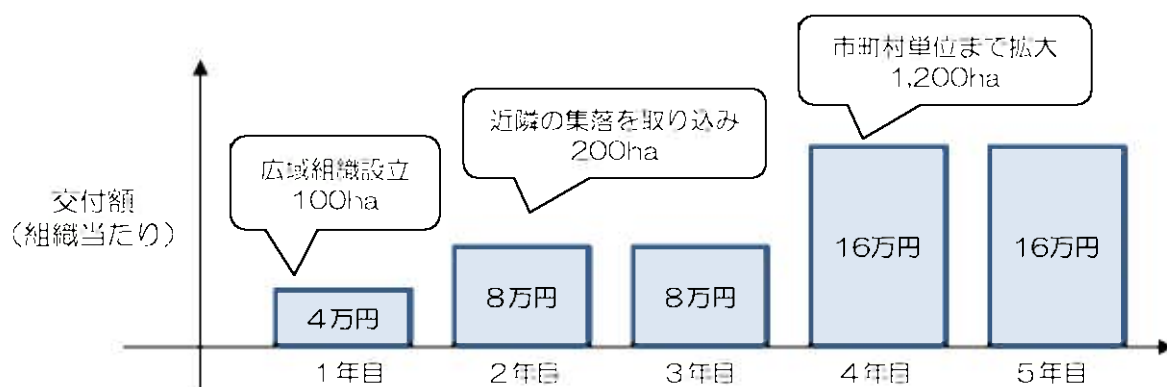 市町村単位まで拡大
1,200ha
近隣の集落を取り込み
200ha
広域組織設立
100ha
交付額
（組織当たり）
4万円
8万円
8万円
16万円
16万円
1年目
2年目
3年目
4年目
5年目